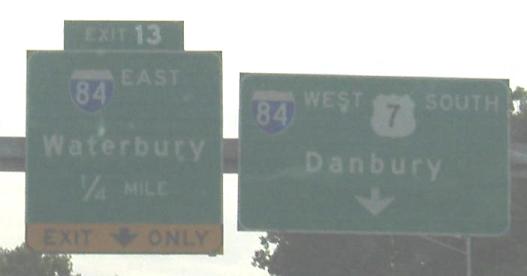 EXIT 13
84 EAST
Waterbury
1/4 MILE
EXIT ONLY
84 WEST 7 SOUTH
Danbury